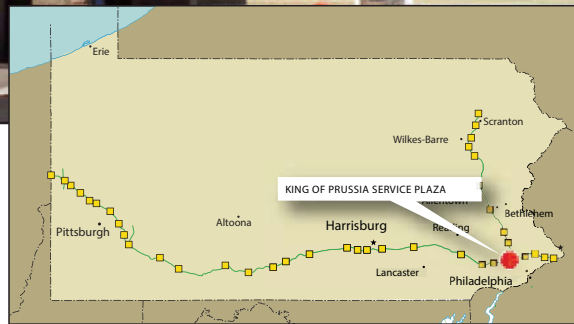 Erie
Scranton
Wilkes-Barre
KING OF PRUSSIA SERVICE PLAZA
Allentown
Bethlehem
Altoona
Harrisburg
Reading
Pittsburgh
Lancaster
Philadelphia